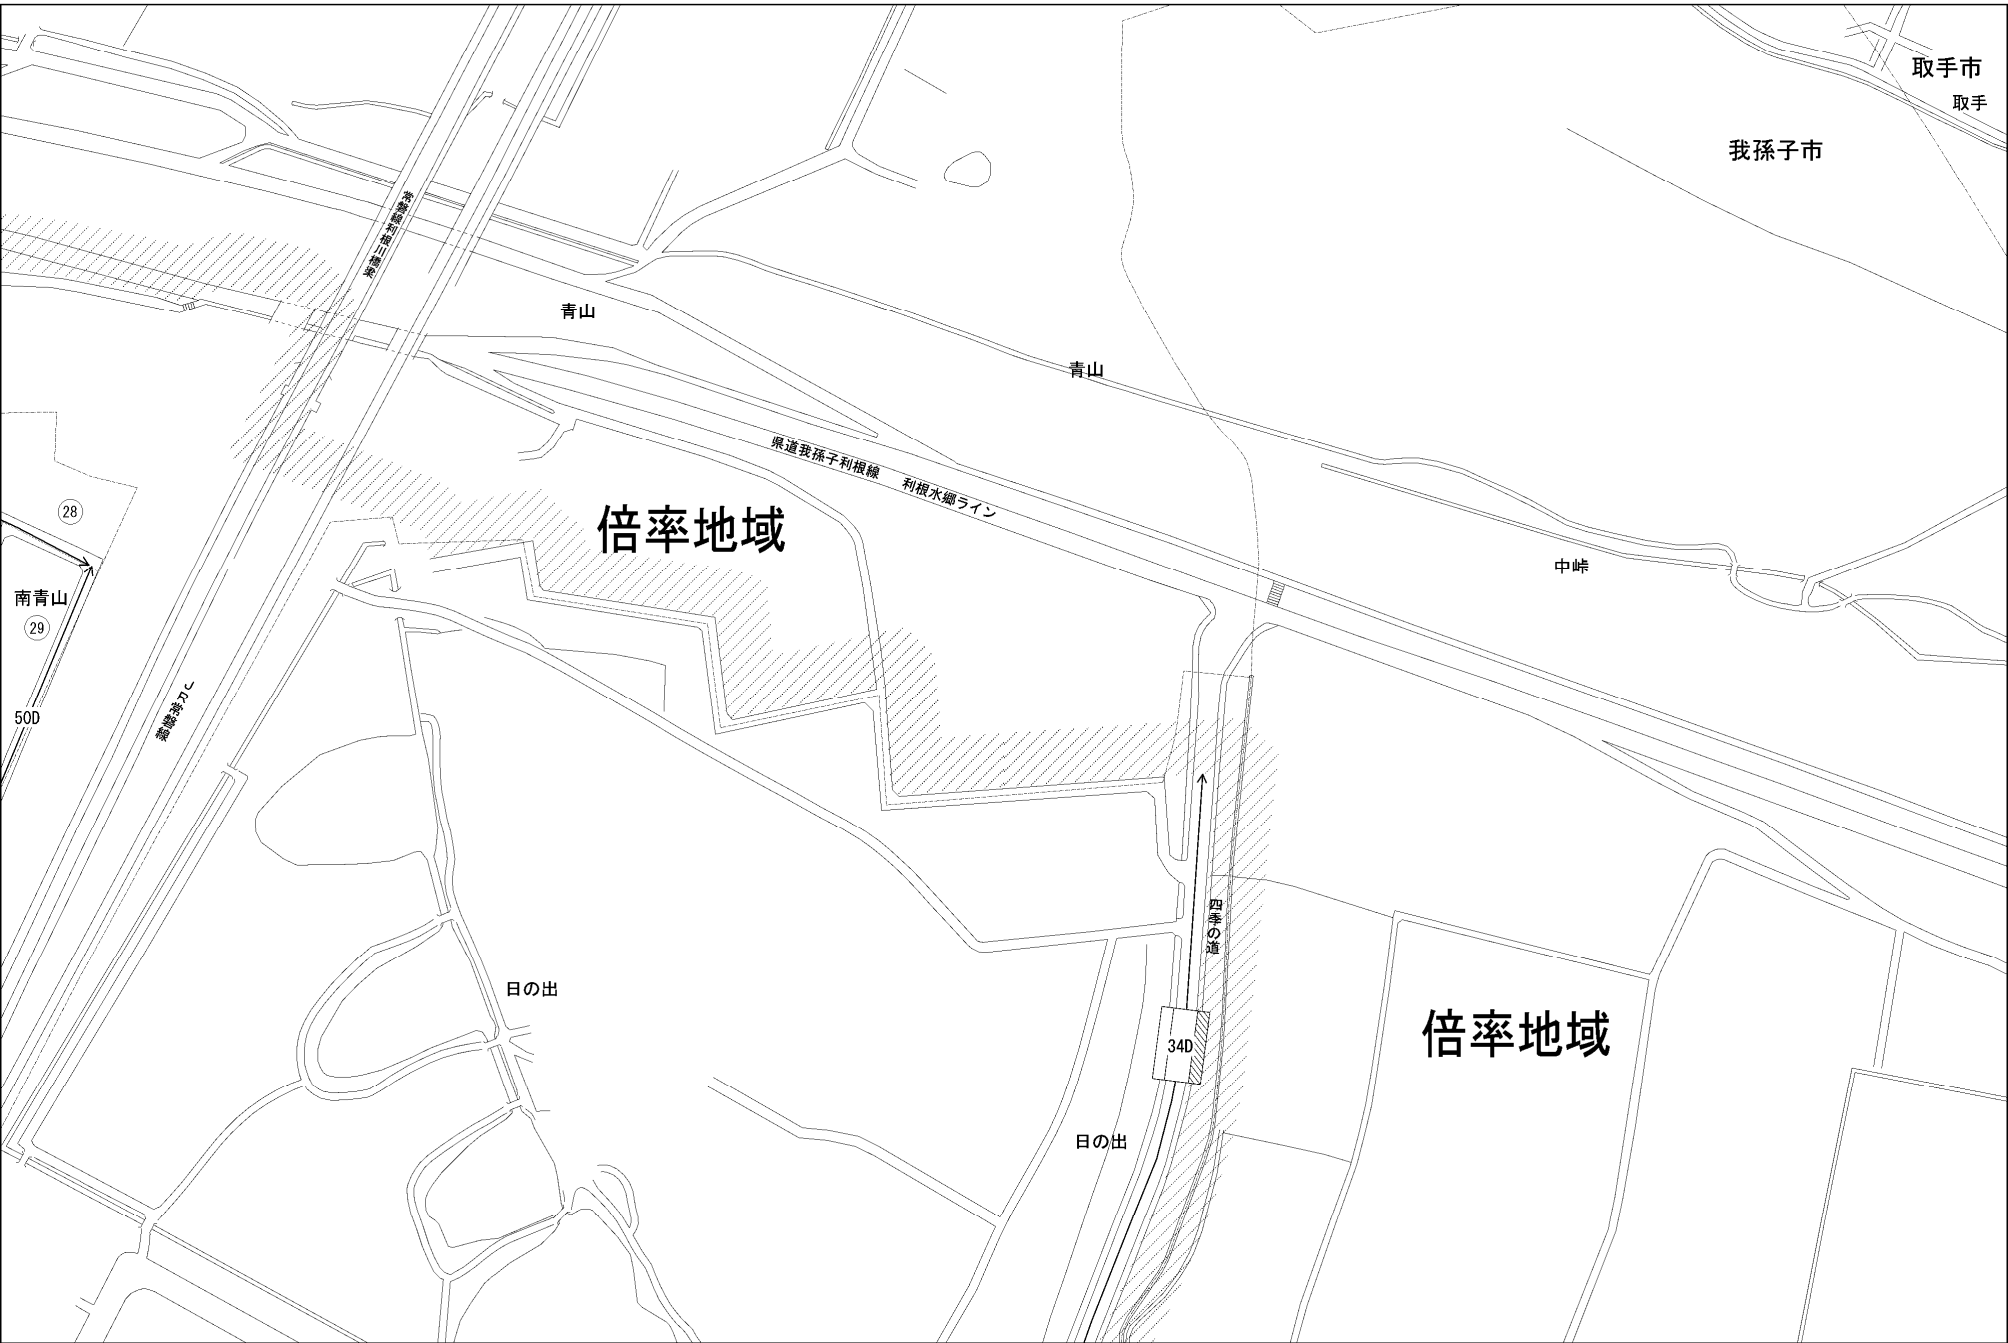 取手市
取手
我孫子市
常磐線利根川橋梁
青山
青山
県道我孫子利根線 利根水郷ライン
倍率地域
28
中峠
南青山
29
50D
JR常磐線
四季の道
日の出
倍率地域
34D
日の出